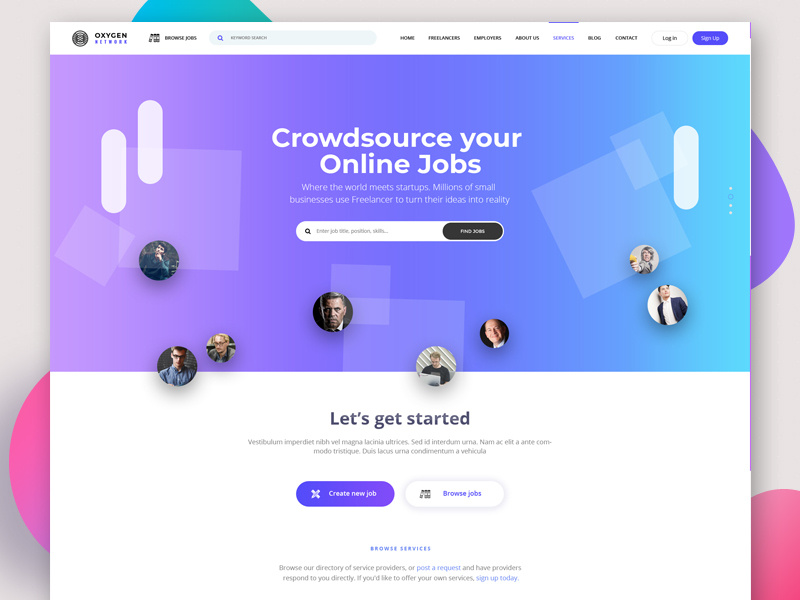 OXYGEN
NETWORK
BROWSE JOBS
KEYWORD SEARCH
HOME
FREELANCERS
EMPLOYERS
ABOUT US
SERVICES
BLOG
CONTACT
Log In
Sign Up
Crowdsource your
Online Jobs
Where the world meets startups. Millions of small
businesses use Freelancer to turn their ideas into reality
Enter job title, position, skills...
FIND JOBS
Let's get started
Vestibulum imperdiet nibh vel magna lacinia ultrices. Sed id interdum urna. Nam ac elit a ante com-
modo tristique. Duis lacus urna condimentum a vehicula
Create new job
Browse jobs
BROWSE SERVICES
Browse our directory of service providers, or post a request and have providers
respond to you directly. If you'd like to offer your own services, sign up today.